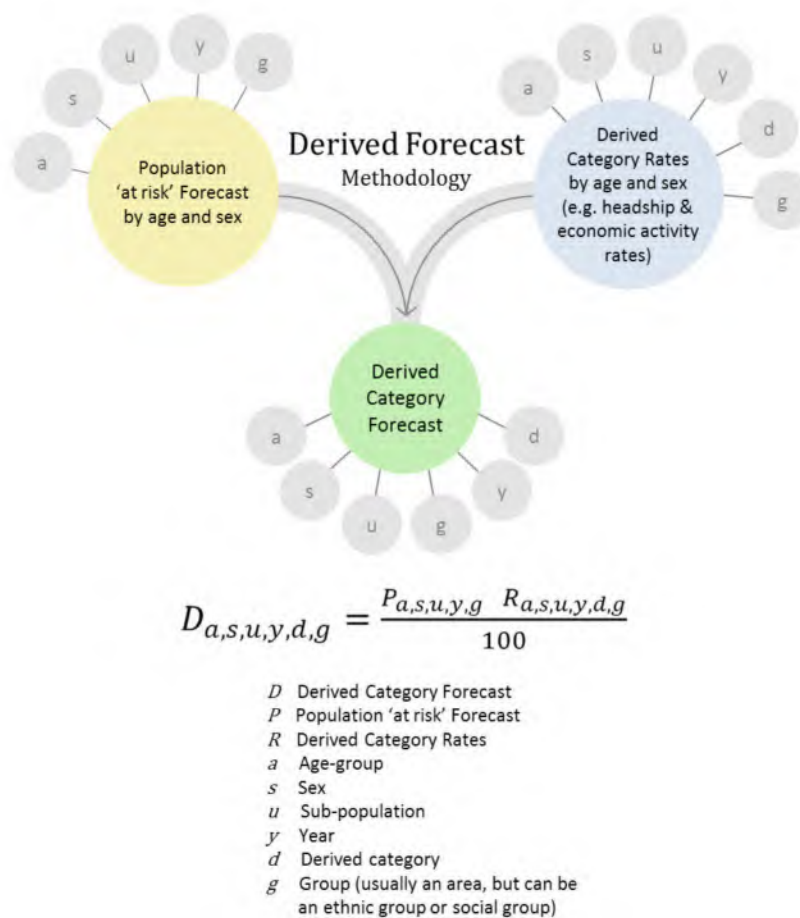 a
s
u
y
g
Population
'at risk' Forecast
by age and sex
Derived Forecast
Methodology
a
s
u
y
d
g
Derived
Category Rates
by age and sex
(e.g. headship &
economic activity
rates)
Derived
Category
Forecast
a
s
u
g
y
d
D a,s,u,y,d,g = P a,s,u,y,g R a,s,u,y,d,g
100
D Derived Category Forecast
P Population 'at risk' Forecast
R Derived Category Rates
a Age-group
s Sex
u Sub-population
y Year
d Derived category
g Group (usually an area, but can be
an ethnic group or social group)